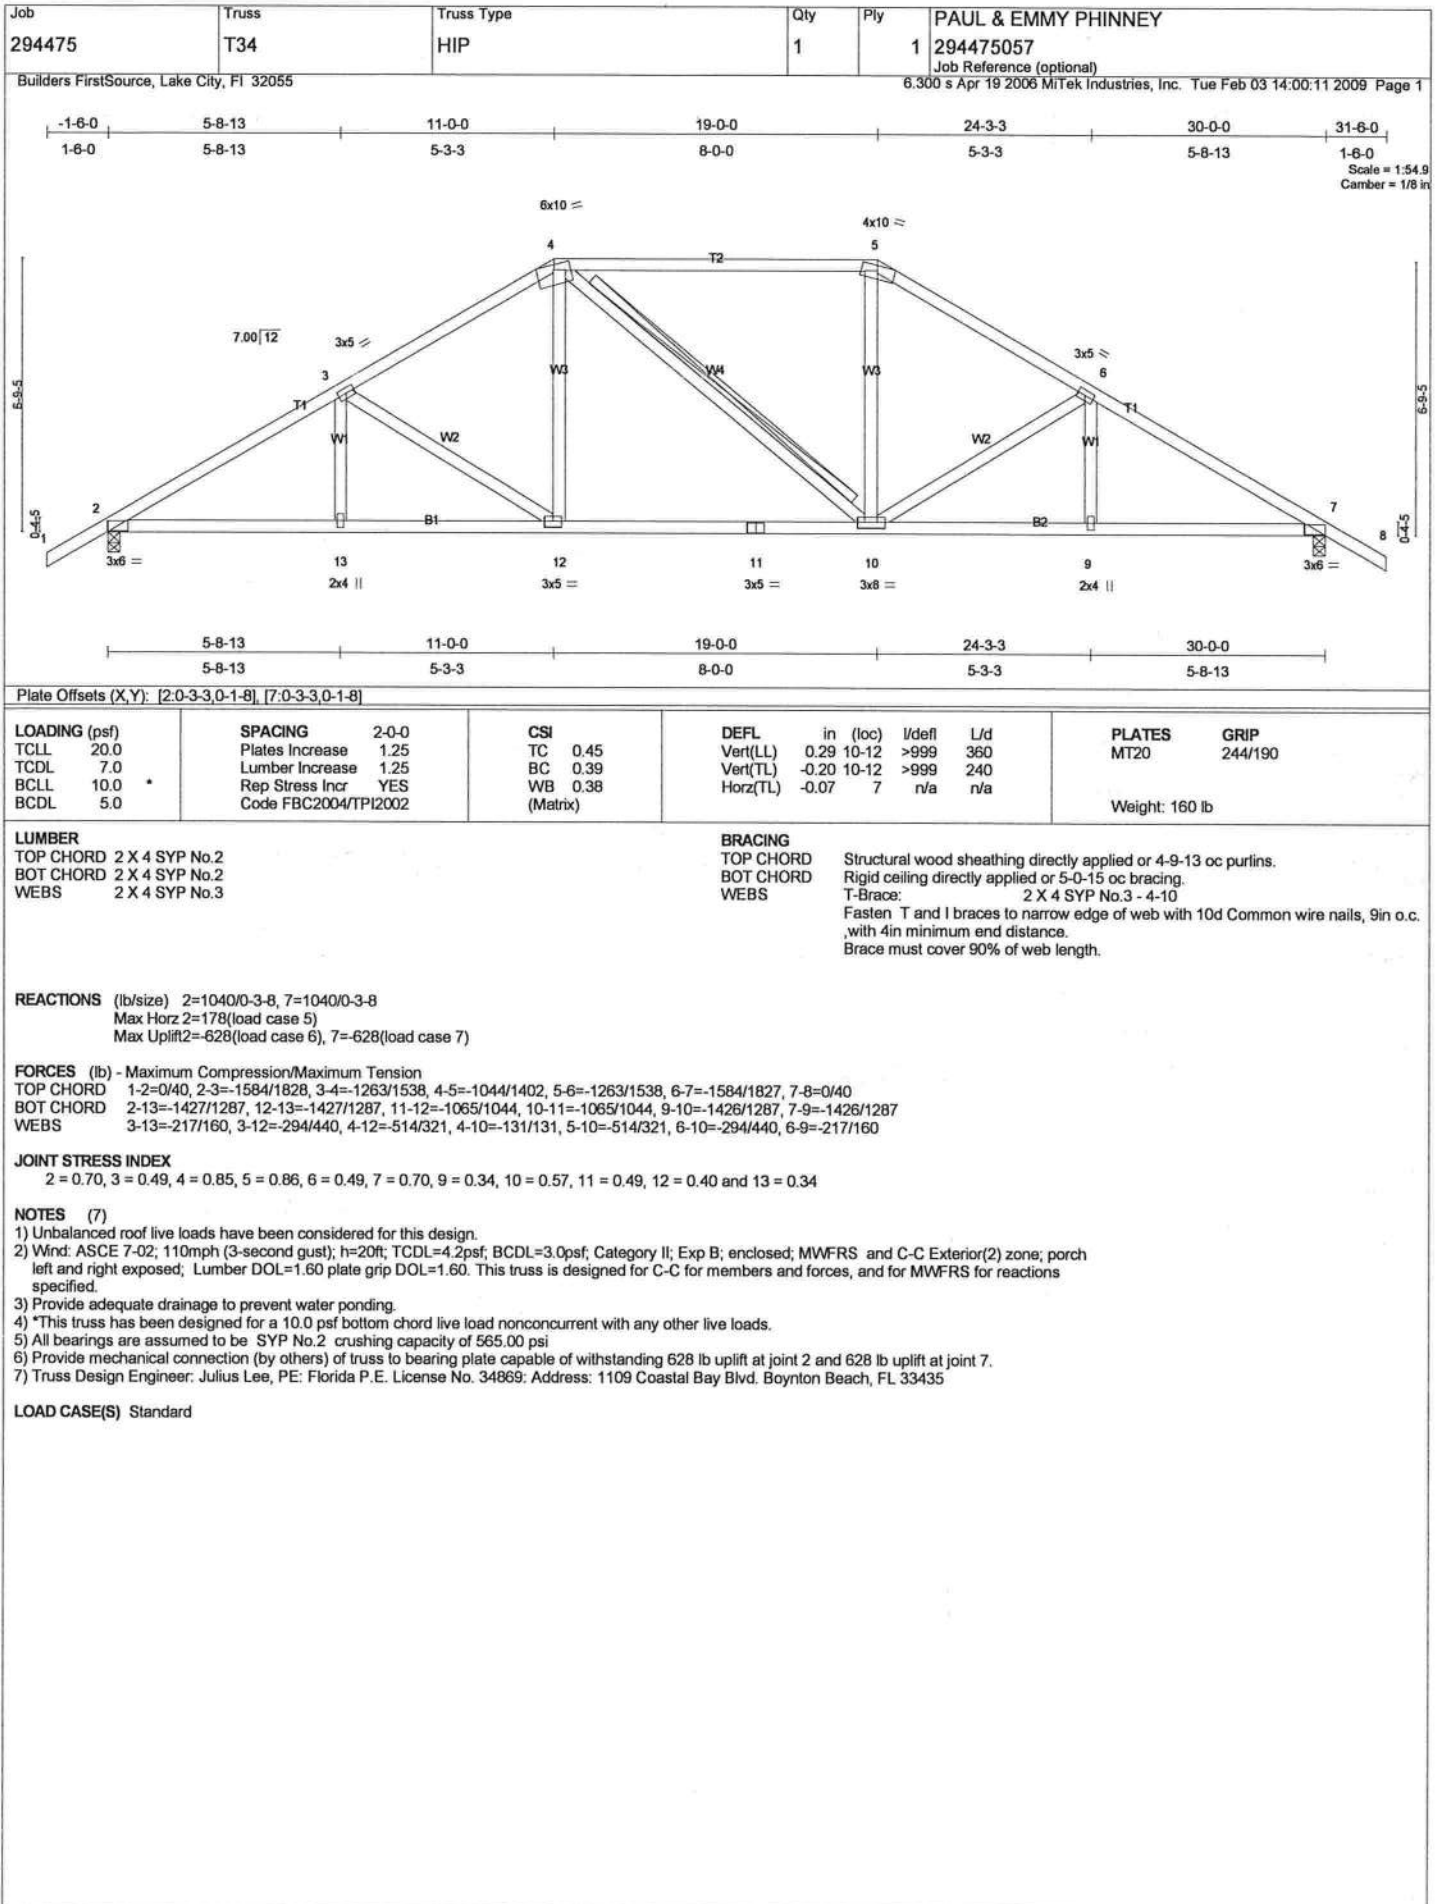 Job Truss Truss Type Qty Ply PAUL & EMMY PHINNEY
294475 T34 HIP 1 1 294475057
Job Reference (optional)
Builders FirstSource, Lake City, Fl 32055 6.300 s Apr 19 2006 MiTek Industries, Inc. Tue Feb 03 14:00:11 2009 Page 1
-1-6-0 5-8-13 11-0-0 19-0-0 24-3-3 30-0-0 31-6-0
1-6-0 5-8-13 5-3-3 8-0-0 5-3-3 5-8-13 1-6-0
Scale = 1:54.9
Camber = 1/8 in
6x10 =
4x10 =
4 5
T2
7.00 12
3x5 =
3x5 =
3 6
W3 W4 W3
T1 T1
6-9-5 6-9-5
W1 W2 W2 W1
2 7
B1 B2
0-4-5 0-4-5
1 8
3x6 = 13 12 11 10 9 3x6 =
2x4 || 3x5 = 3x5 = 3x8 = 2x4 ||
5-8-13 11-0-0 19-0-0 24-3-3 30-0-0
5-8-13 5-3-3 8-0-0 5-3-3 5-8-13
Plate Offsets (X,Y): [2:0-3-3,0-1-8], [7:0-3-3,0-1-8]
LOADING (psf) SPACING 2-0-0 CSI DEFL in (loc) l/defl L/d PLATES GRIP
TCLL 20.0 Plates Increase 1.25 TC 0.45 Vert(LL) 0.29 10-12 >999 360 MT20 244/190
TCDL 7.0 Lumber Increase 1.25 BC 0.39 Vert(TL) -0.20 10-12 >999 240
BCLL 10.0 * Rep Stress Incr YES WB 0.38 Horz(TL) -0.07 7 n/a n/a
BCDL 5.0 Code FBC2004/TPI2002 (Matrix) Weight: 160 lb
LUMBER
TOP CHORD 2 X 4 SYP No.2
BOT CHORD 2 X 4 SYP No.2
WEBS 2 X 4 SYP No.3
BRACING
TOP CHORD Structural wood sheathing directly applied or 4-9-13 oc purlins.
BOT CHORD Rigid ceiling directly applied or 5-0-15 oc bracing.
WEBS T-Brace: 2 X 4 SYP No.3 - 4-10
Fasten T and I braces to narrow edge of web with 10d Common wire nails, 9in o.c.
,with 4in minimum end distance.
Brace must cover 90% of web length.
REACTIONS (lb/size) 2=1040/0-3-8, 7=1040/0-3-8
Max Horz 2=178(load case 5)
Max Uplift2=-628(load case 6), 7=-628(load case 7)
FORCES (lb) - Maximum Compression/Maximum Tension
TOP CHORD 1-2=0/40, 2-3=-1584/1828, 3-4=-1263/1538, 4-5=-1044/1402, 5-6=-1263/1538, 6-7=-1584/1827, 7-8=0/40
BOT CHORD 2-13=-1427/1287, 12-13=-1427/1287, 11-12=-1065/1044, 10-11=-1065/1044, 9-10=-1426/1287, 7-9=-1426/1287
WEBS 3-13=-217/160, 3-12=-294/440, 4-12=-514/321, 4-10=-131/131, 5-10=-514/321, 6-10=-294/440, 6-9=-217/160
JOINT STRESS INDEX
2 = 0.70, 3 = 0.49, 4 = 0.85, 5 = 0.86, 6 = 0.49, 7 = 0.70, 9 = 0.34, 10 = 0.57, 11 = 0.49, 12 = 0.40 and 13 = 0.34
NOTES (7)
1) Unbalanced roof live loads have been considered for this design.
2) Wind: ASCE 7-02; 110mph (3-second gust); h=20ft; TCDL=4.2psf; BCDL=3.0psf; Category II; Exp B; enclosed; MWFRS and C-C Exterior(2) zone; porch
left and right exposed; Lumber DOL=1.60 plate grip DOL=1.60. This truss is designed for C-C for members and forces, and for MWFRS for reactions
specified.
3) Provide adequate drainage to prevent water ponding.
4) *This truss has been designed for a 10.0 psf bottom chord live load nonconcurrent with any other live loads.
5) All bearings are assumed to be SYP No.2 crushing capacity of 565.00 psi
6) Provide mechanical connection (by others) of truss to bearing plate capable of withstanding 628 lb uplift at joint 2 and 628 lb uplift at joint 7.
7) Truss Design Engineer: Julius Lee, PE: Florida P.E. License No. 34869: Address: 1109 Coastal Bay Blvd. Boynton Beach, FL 33435
LOAD CASE(S) Standard